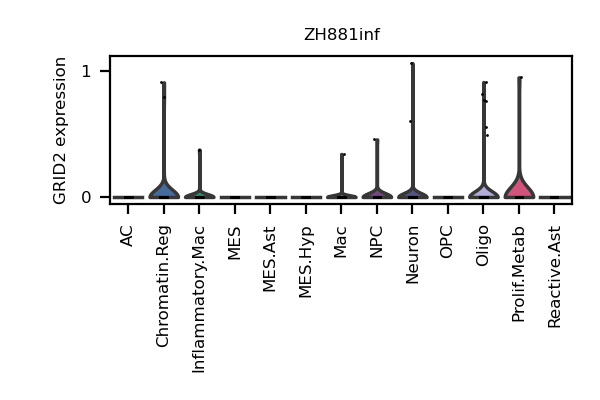 ZH881inf
GRID2 expression
1
0
AC
Chromatin.Reg
Inflammatory.Mac
MES
MES.Ast
MES.Hyp
Mac
NPC
Neuron
OPC
Oligo
Prolif.Metab
Reactive.Ast